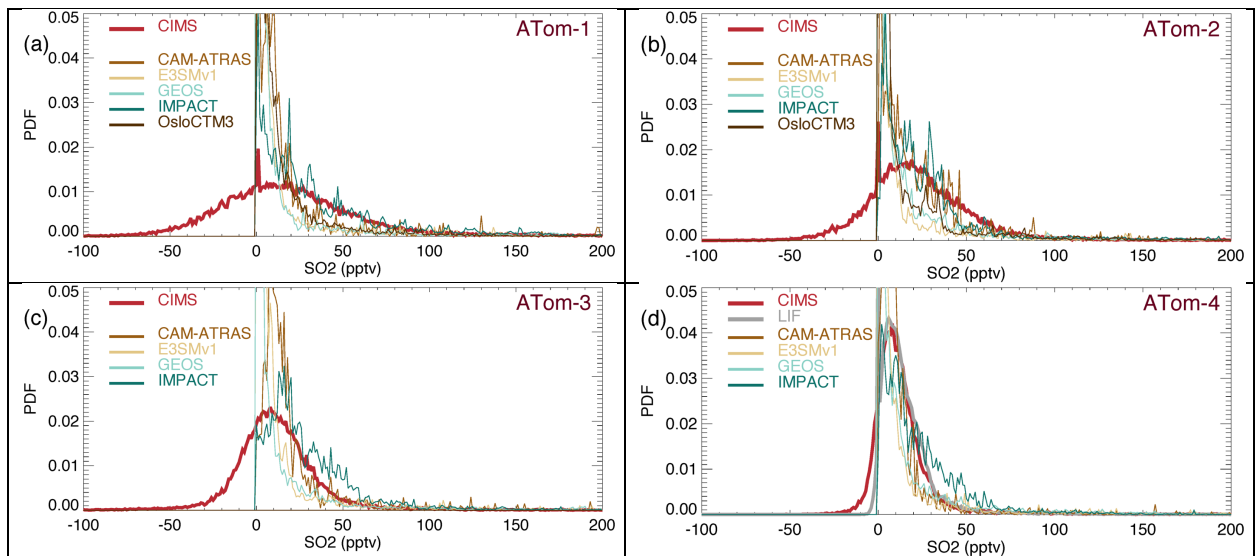 (a)
ATom-1
CIMS
CAM-ATRAS
E3SMv1
GEOS
IMPACT
OsloCTM3
PDF
0.05
0.04
0.03
0.02
0.01
0.00
-100 -50 0 50 100 150 200
SO2 (pptv)
(b)
ATom-2
CIMS
CAM-ATRAS
E3SMv1
GEOS
IMPACT
OsloCTM3
PDF
0.05
0.04
0.03
0.02
0.01
0.00
-100 -50 0 50 100 150 200
SO2 (pptv)
(c)
ATom-3
CIMS
CAM-ATRAS
E3SMv1
GEOS
IMPACT
PDF
0.05
0.04
0.03
0.02
0.01
0.00
-100 -50 0 50 100 150 200
SO2 (pptv)
(d)
ATom-4
CIMS
LIF
CAM-ATRAS
E3SMv1
GEOS
IMPACT
PDF
0.05
0.04
0.03
0.02
0.01
0.00
-100 -50 0 50 100 150 200
SO2 (pptv)